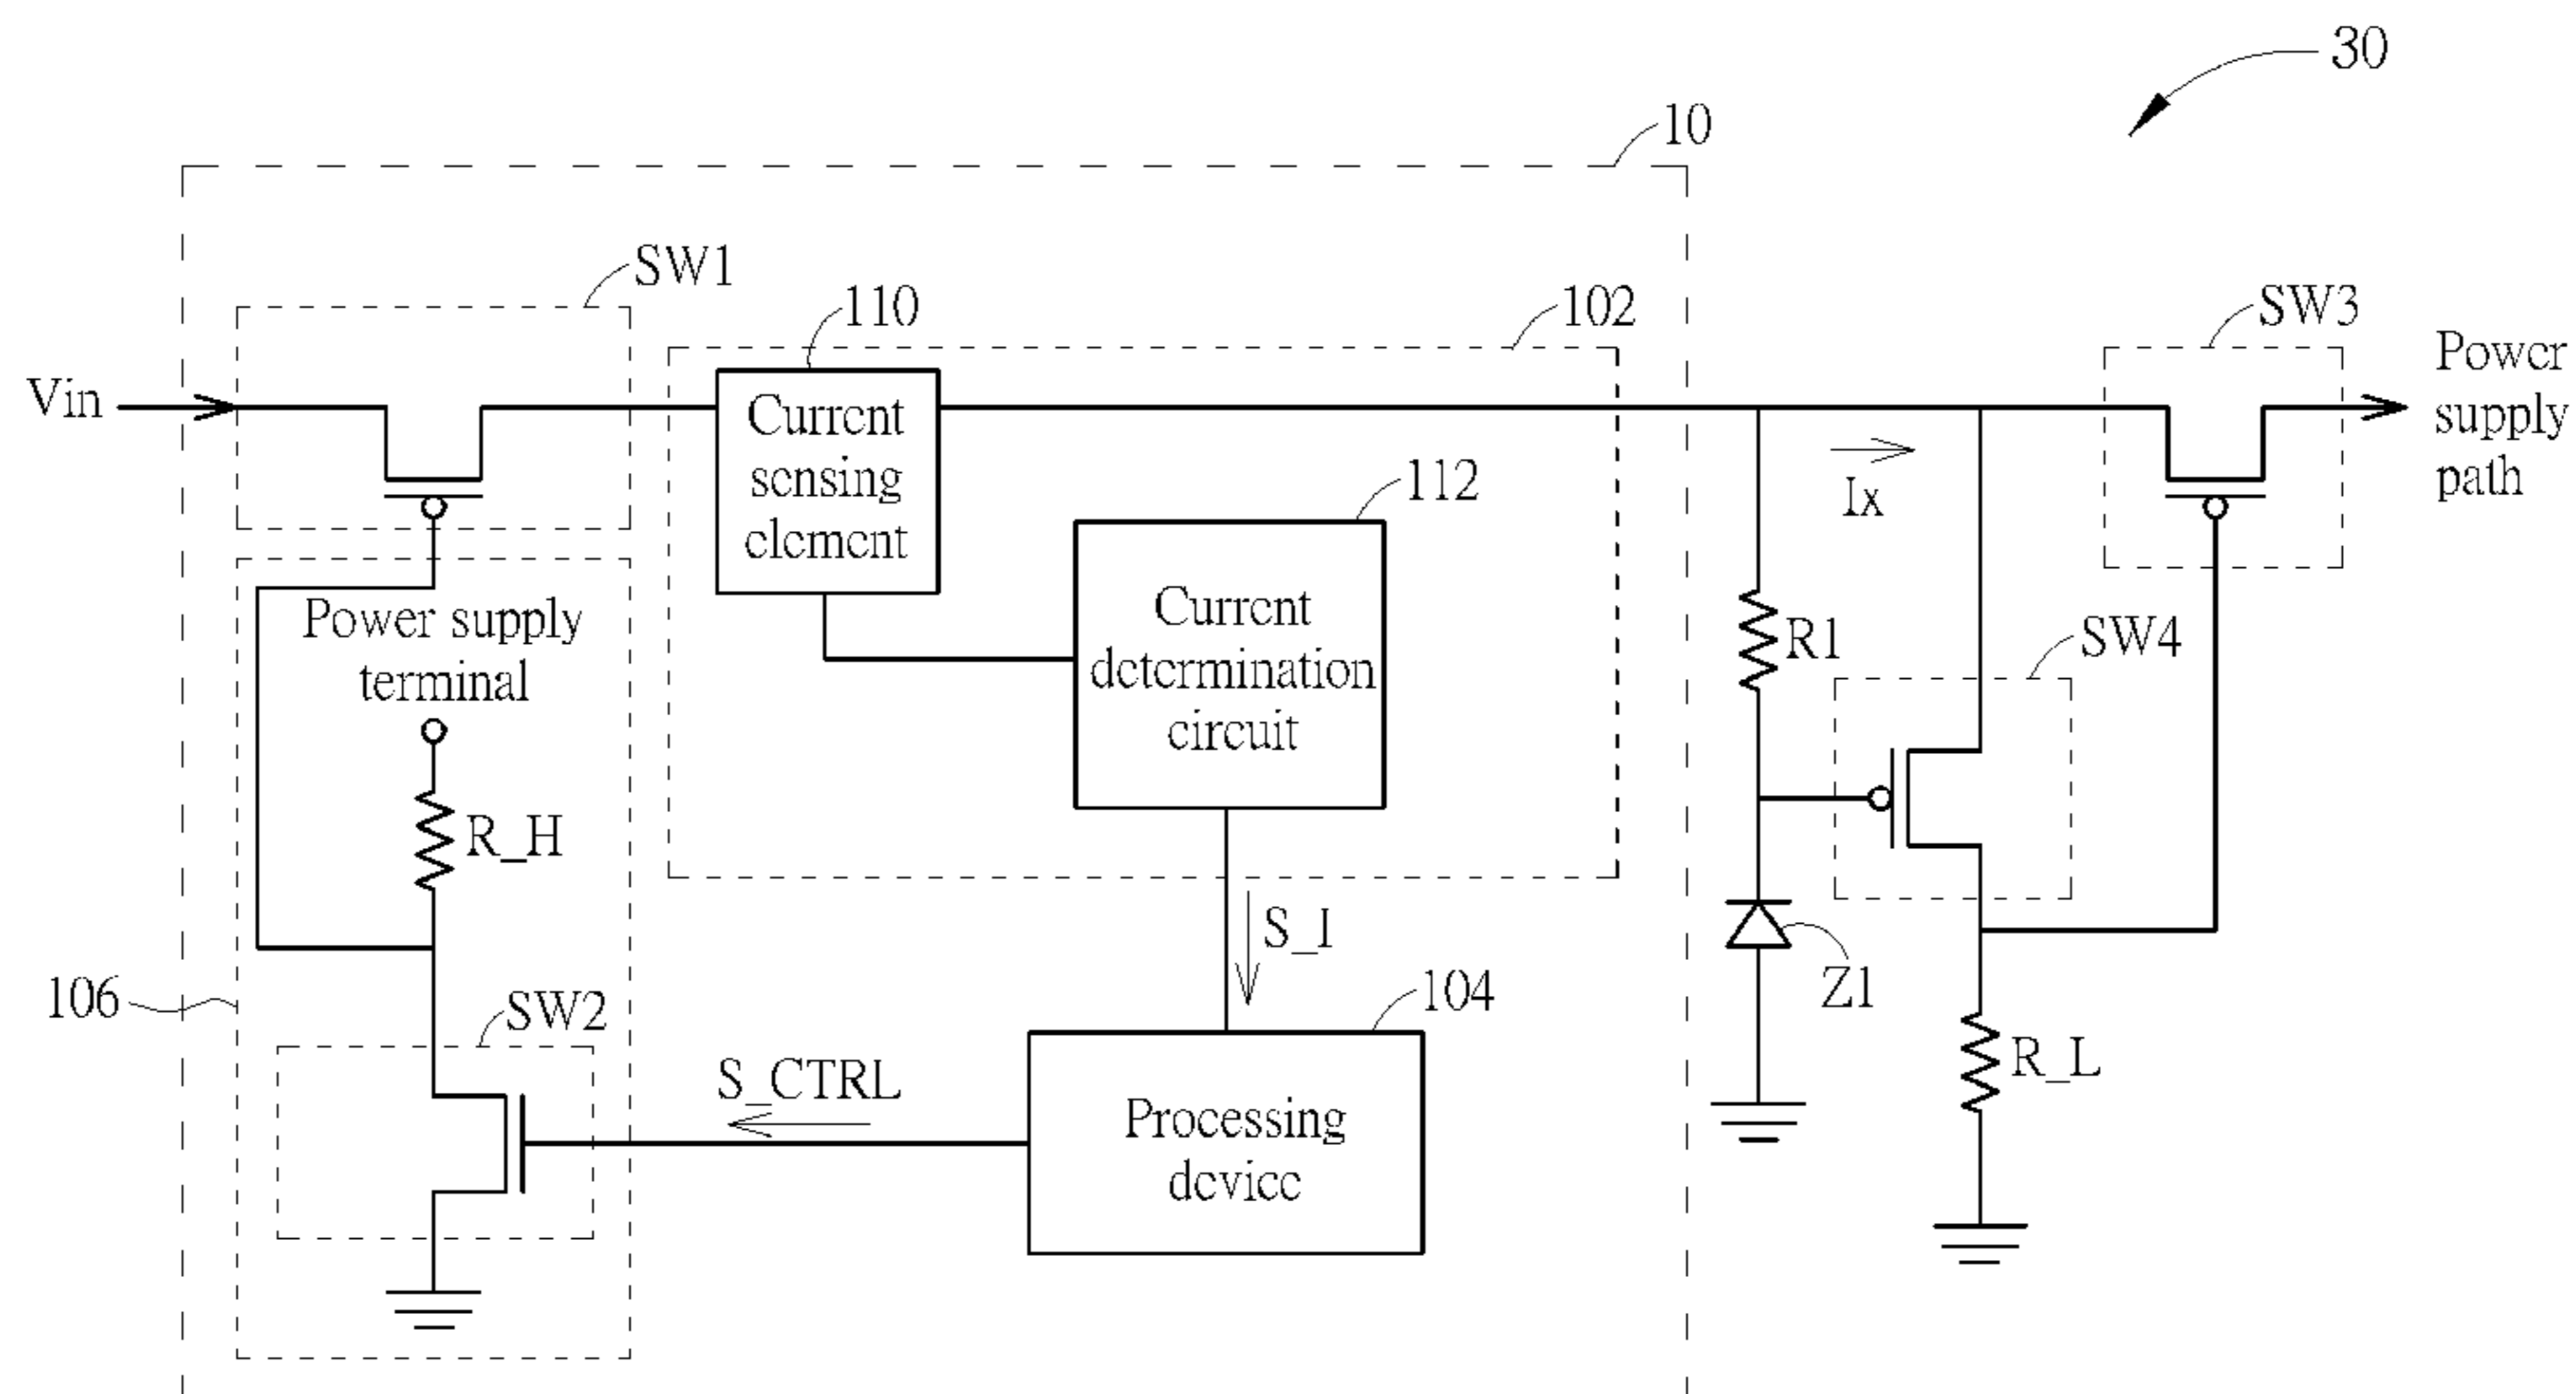 30
10
SW1
110
102
SW3
Vin
Power
supply
path
Current
sensing
element
Ix
112
Power supply
terminal
Current
determination
circuit
R1
SW4
R_H
S_I
Z1
106
SW2
104
S_CTRL
Processing
device
R_L